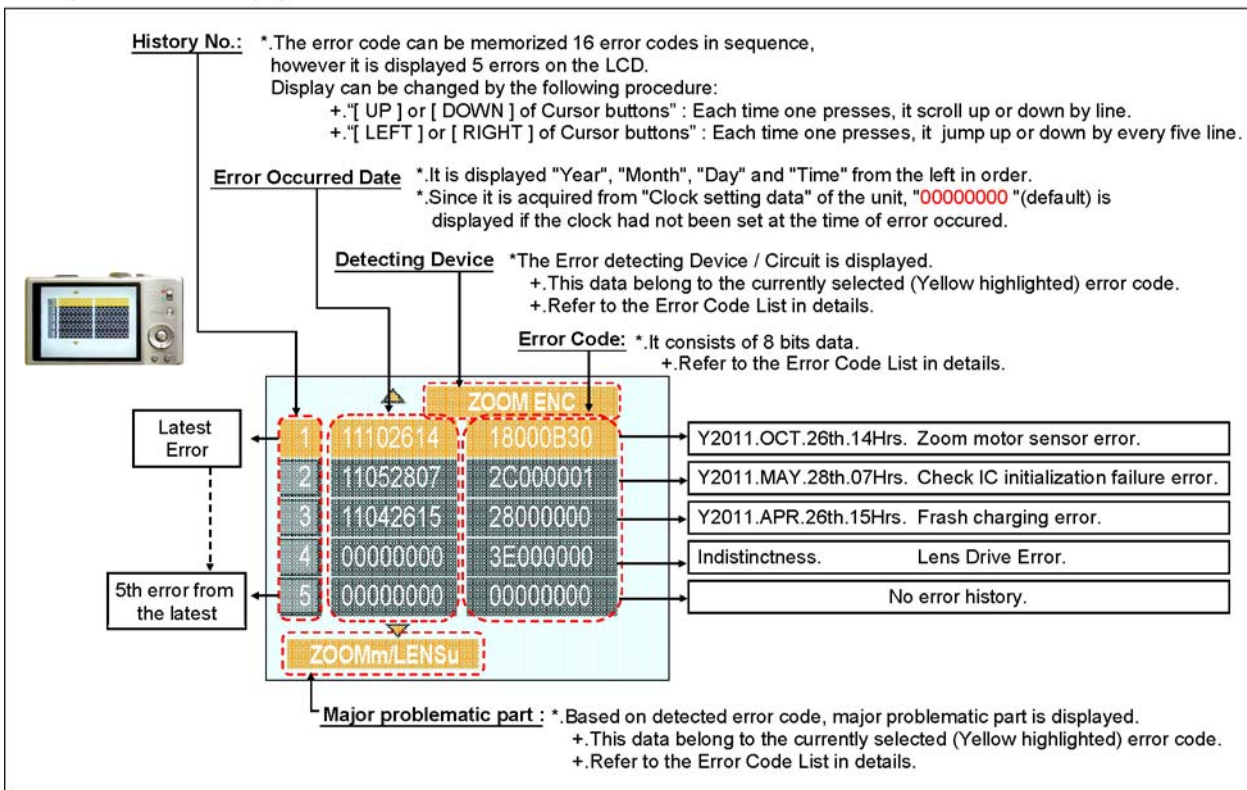 History No.: *.The error code can be memorized 16 error codes in sequence,
however it is displayed 5 errors on the LCD.
Display can be changed by the following procedure:
+."[ UP ] or [ DOWN ] of Cursor buttons" : Each time one presses, it scroll up or down by line.
+."[ LEFT ] or [ RIGHT ] of Cursor buttons" : Each time one presses, it jump up or down by every five line.
Error Occurred Date *.It is displayed "Year", "Month", "Day" and "Time" from the left in order.
*.Since it is acquired from "Clock setting data" of the unit, "00000000 "(default) is
displayed if the clock had not been set at the time of error occured.
Detecting Device *The Error detecting Device / Circuit is displayed.
+.This data belong to the currently selected (Yellow highlighted) error code.
+.Refer to the Error Code List in details.
Error Code: *.It consists of 8 bits data.
+.Refer to the Error Code List in details.
ZOOM ENC
Latest
Error
1 11102614 18000B30 Y2011.OCT.26th.14Hrs. Zoom motor sensor error.
2 11052807 2C000001 Y2011.MAY.28th.07Hrs. Check IC initialization failure error.
3 11042615 28000000 Y2011.APR.26th.15Hrs. Frash charging error.
4 00000000 3E000000 Indistinctness. Lens Drive Error.
5th error from
the latest
5 00000000 00000000 No error history.
ZOOMm/LENSu
Major problematic part : *.Based on detected error code, major problematic part is displayed.
+.This data belong to the currently selected (Yellow highlighted) error code.
+.Refer to the Error Code List in details.